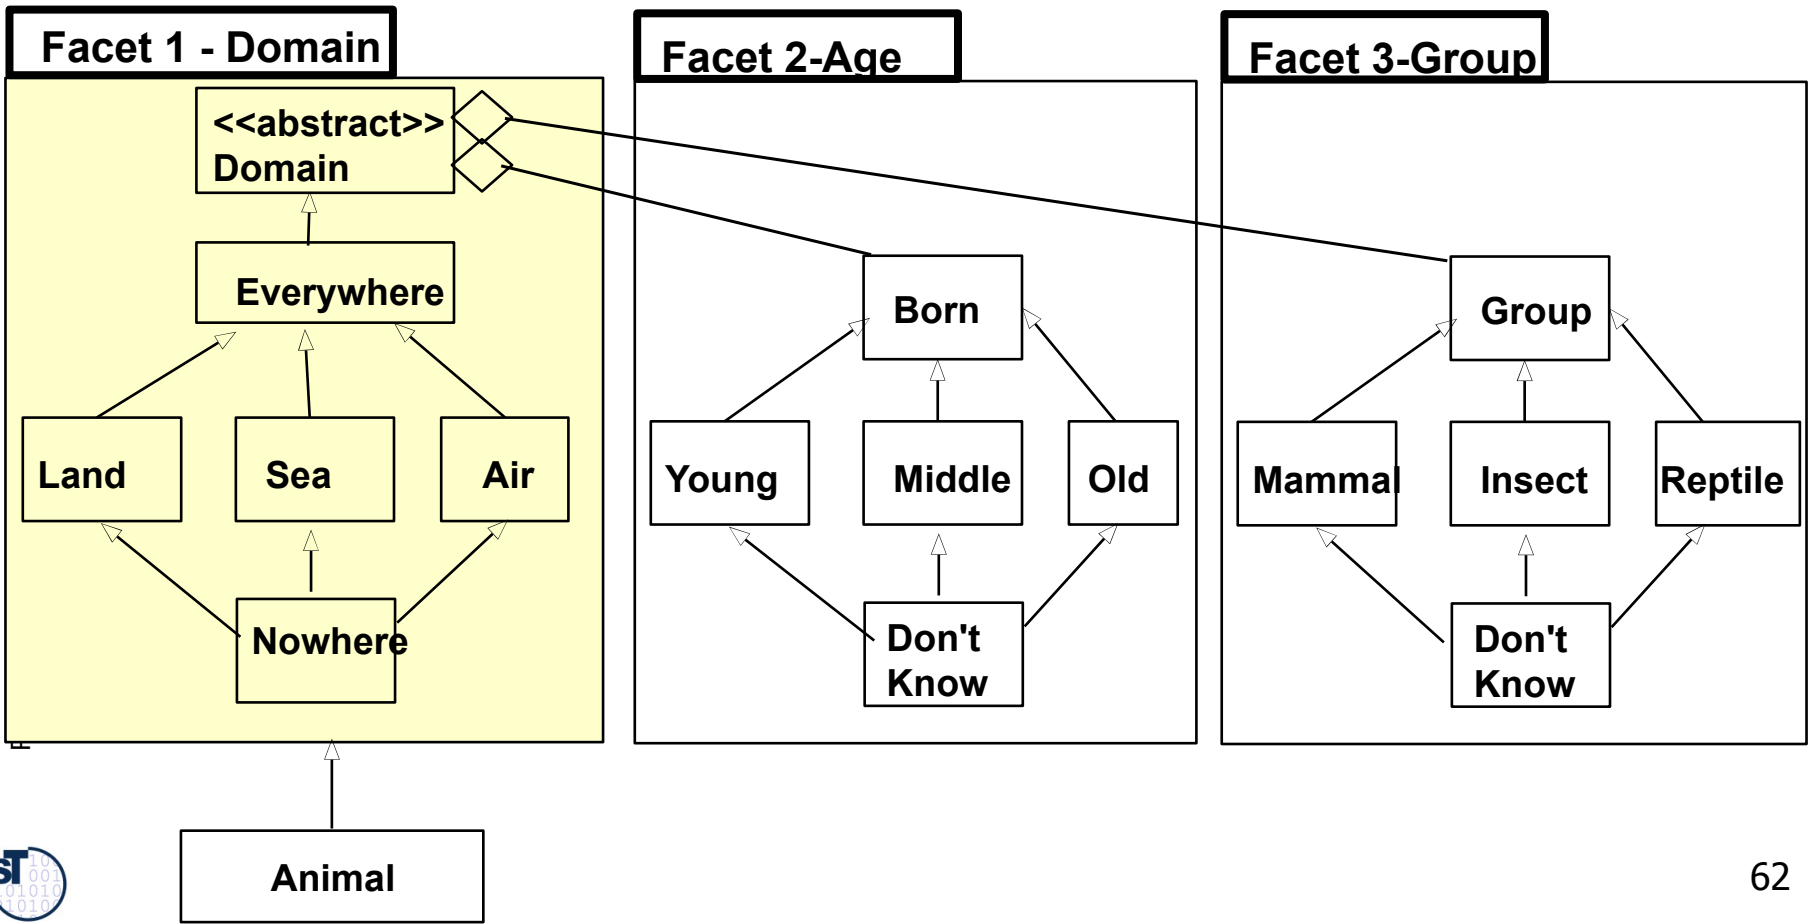 Facet 1 - Domain
Facet 2-Age
Facet 3-Group
<<abstract>>
Domain
Everywhere
Born
Group
Land
Sea
Air
Young
Middle
Old
Mammal
Insect
Reptile
Nowhere
Don't
Know
Don't
Know
Animal
62